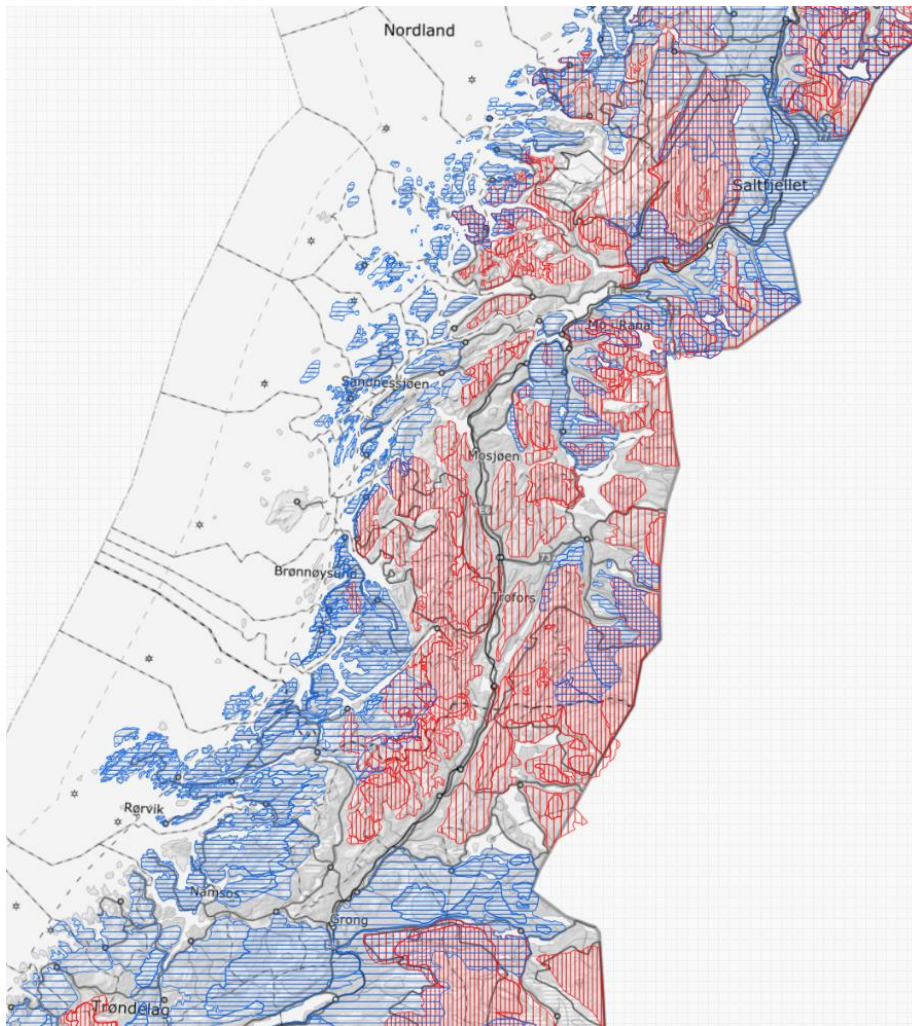 Nordland
Saltfjellet
Mo i Rana
Sandnessjøen
Mosjøen
Brønnøysund
Trofors
Rørvik
Namsos
Grong
Trøndelag